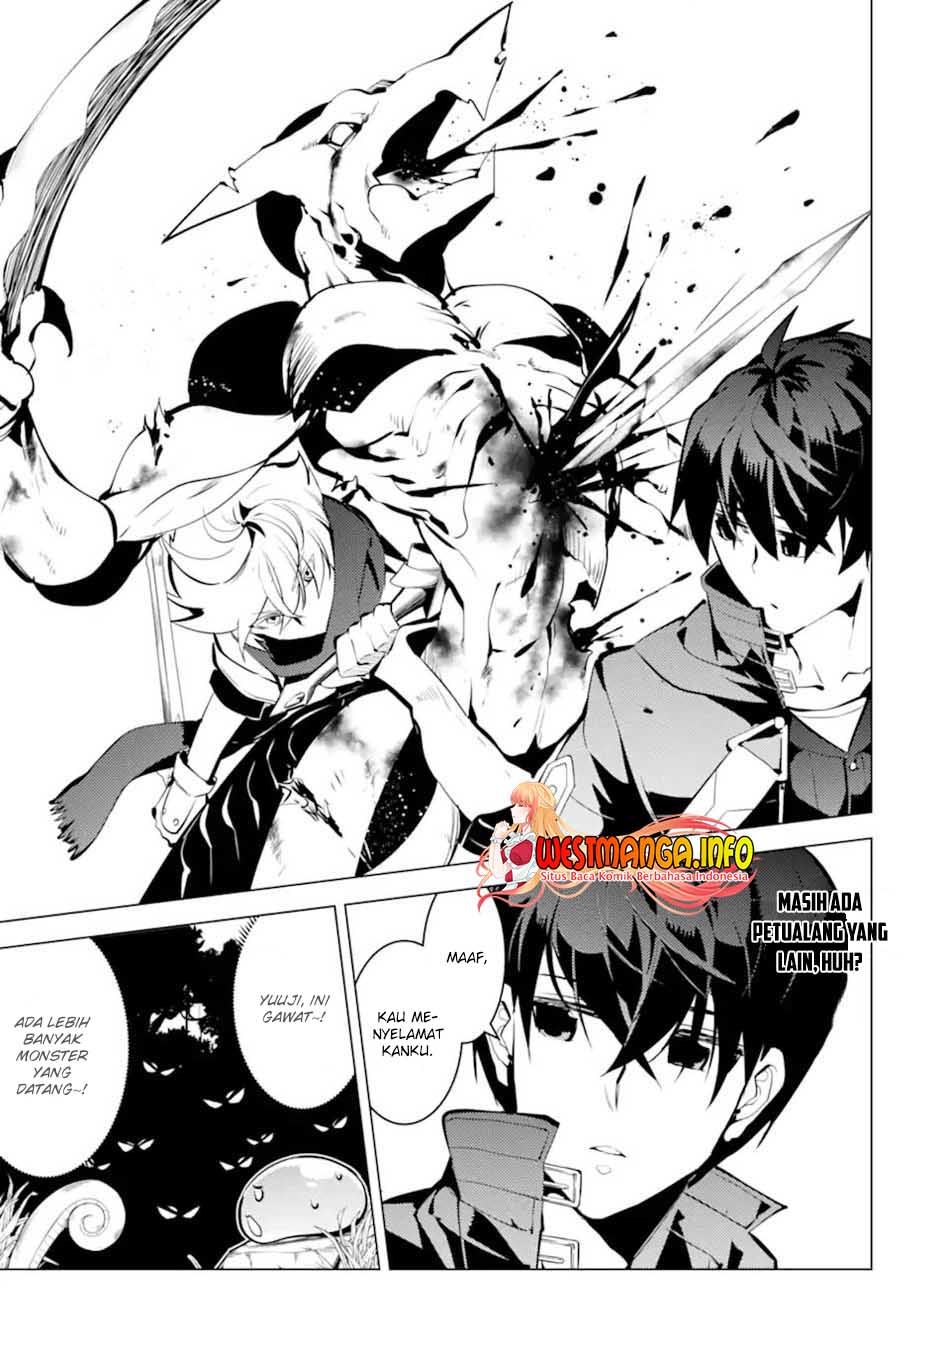 WESTMANGA.INFO
Situs Baca Komik Berbahasa Indonesia
MASIH ADA
PETUALANG YANG
LAIN, HUH?
MAAF,
KAU ME-
NYELAMAT
KANKU.
YUUJI, INI
GAWAT~!
ADA LEBIH
BANYAK
MONSTER
YANG
DATANG~!